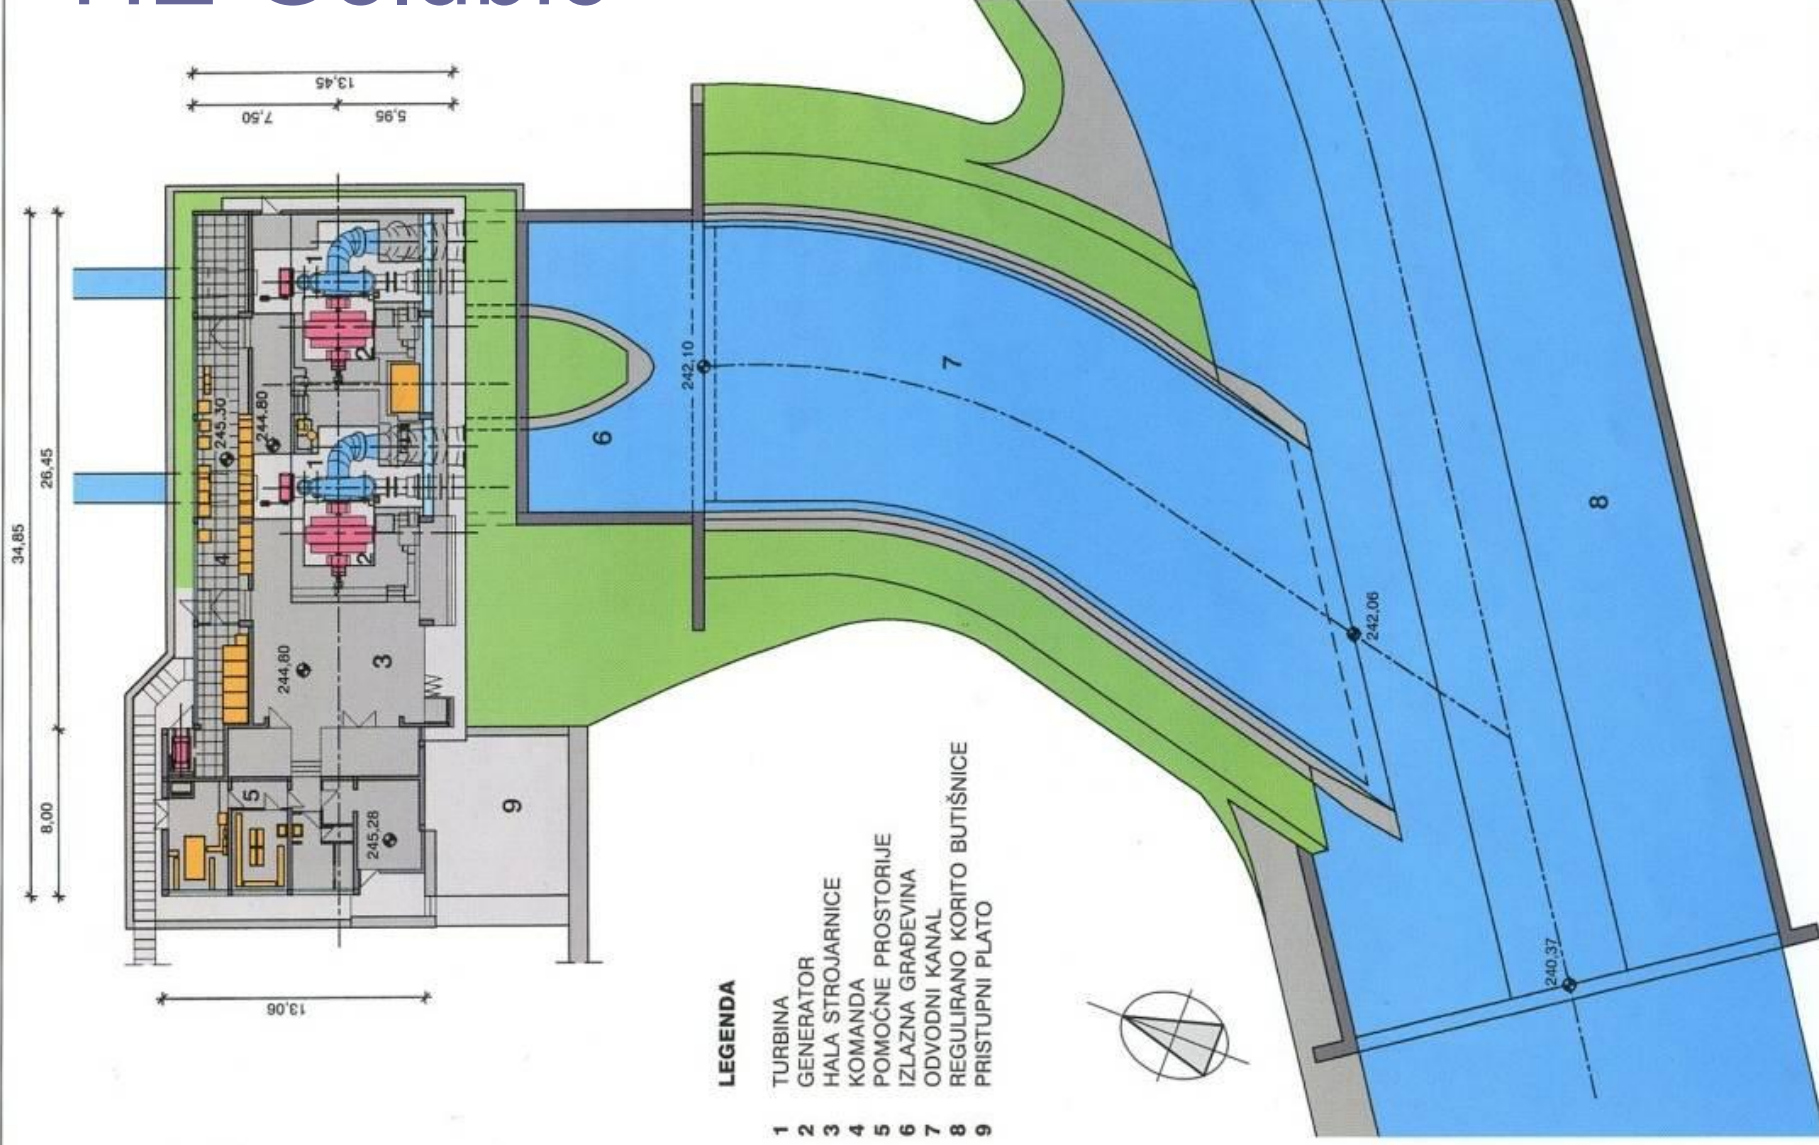 HE Golubić
13,45
7,50
5,95
34,85
26,45
8,00
13,06
1
2
1
2
245,30
244,80
4
244,80
3
5
245,28
9
6
242,10
7
8
242,06
240,37
LEGENDA
1 TURBINA
2 GENERATOR
3 HALA STROJARNICE
4 KOMANDA
5 POMOĆNE PROSTORIJE
6 IZLAZNA GRAĐEVINA
7 ODVODNI KANAL
8 REGULIRANO KORITO BUTIŠNICE
9 PRISTUPNI PLATO